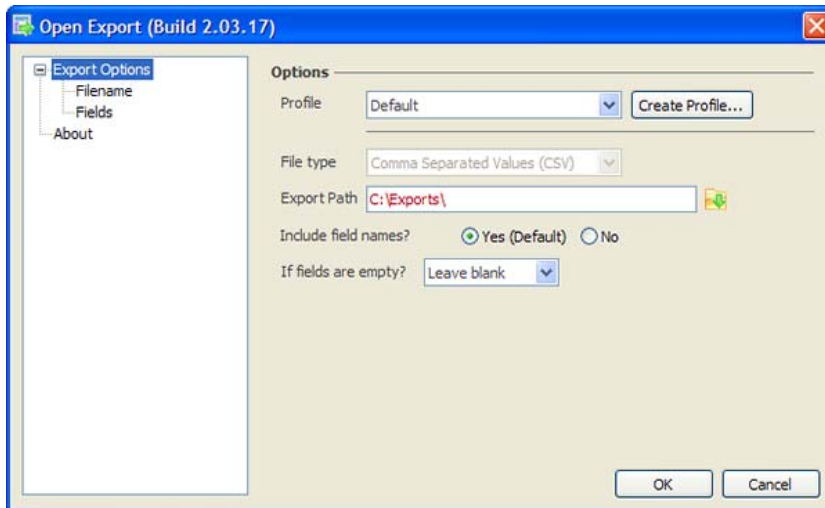 Open Export (Build 2.03.17)
Export Options
Filename
Fields
About
Options
Profile Default Create Profile...
File type Comma Separated Values (CSV)
Export Path C:\Exports\
Include field names? Yes (Default) No
If fields are empty? Leave blank
OK Cancel